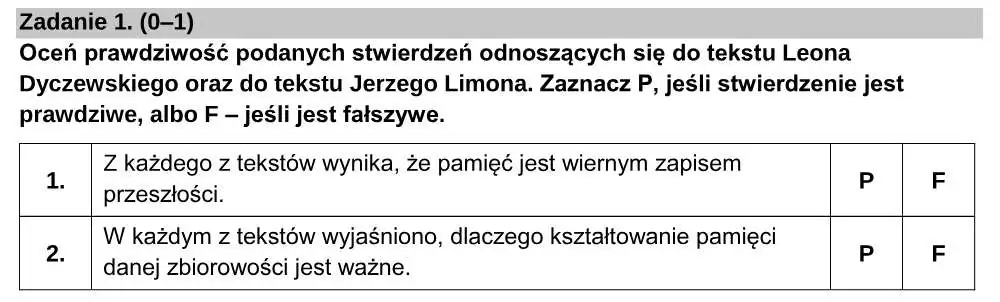 Zadanie 1. (0–1)
Oceń prawdziwość podanych stwierdzeń odnoszących się do tekstu Leona
Dyczewskiego oraz do tekstu Jerzego Limona. Zaznacz P, jeśli stwierdzenie jest
prawdziwe, albo F – jeśli jest fałszywe.
1. Z każdego z tekstów wynika, że pamięć jest wiernym zapisem
przeszłości. P F
2. W każdym z tekstów wyjaśniono, dlaczego kształtowanie pamięci
danej zbiorowości jest ważne. P F